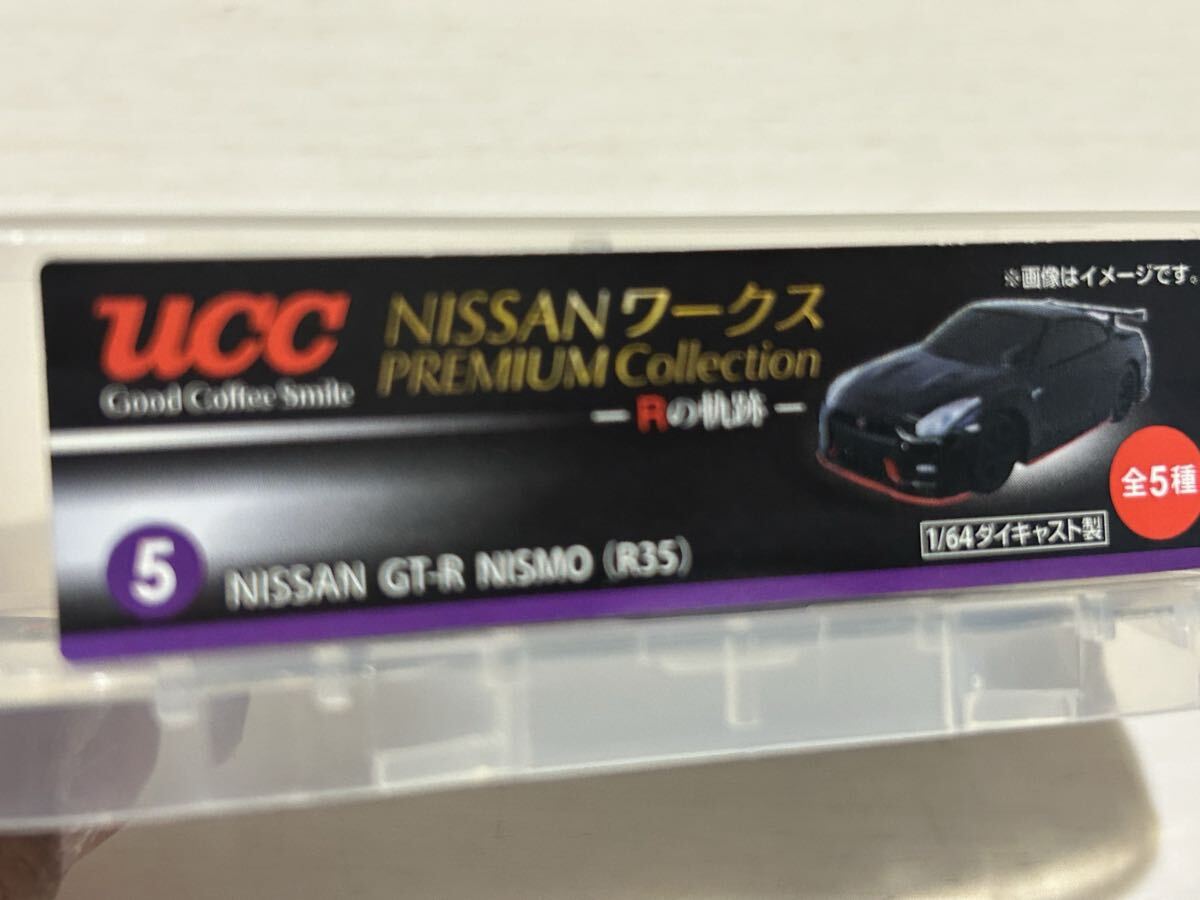 ucc
Good Coffee Smile
NISSANワークス
PREMIUM Collection
ーRの軌跡ー
※画像はイメージです。
全5種
1/64ダイキャスト製
5
NISSAN GT-R NISMO (R35)